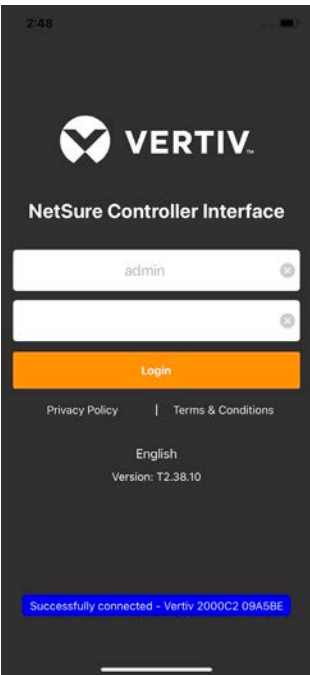 2:48
VERTIV™
NetSure Controller Interface
admin
Login
Privacy Policy | Terms & Conditions
English
Version: T2.38.10
Successfully connected - Vertiv 2000C2 09A5BE